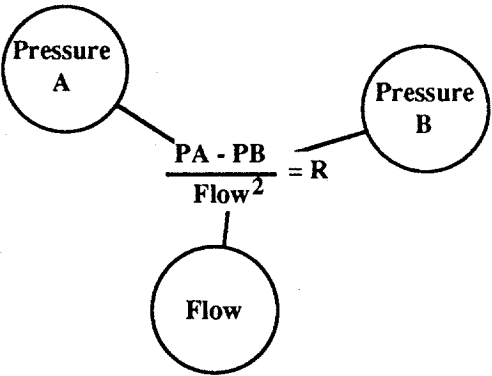 Pressure
A
Pressure
B
PA - PB
Flow² = R
Flow